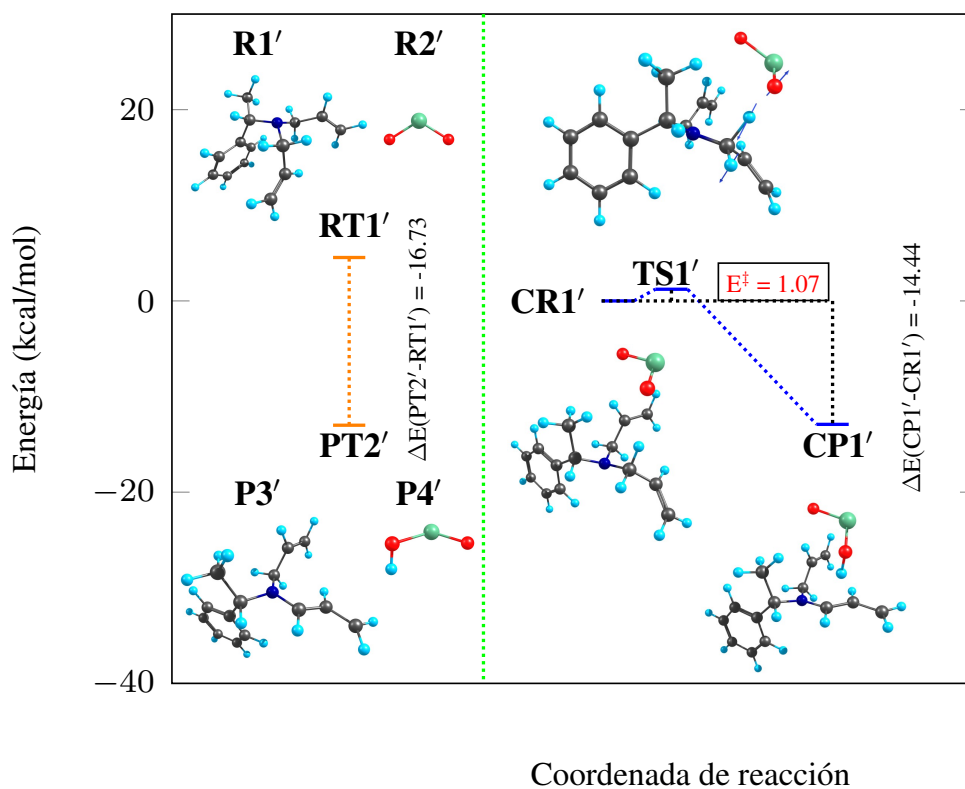 R1′ R2′
20
RT1′
ΔE(PT2′-RT1′) = -16.73
TS1′
E‡ = 1.07
0
CR1′
ΔE(CP1′-CR1′) = -14.44
PT2′
CP1′
−20
P3′ P4′
−40
Energía (kcal/mol)
Coordenada de reacción